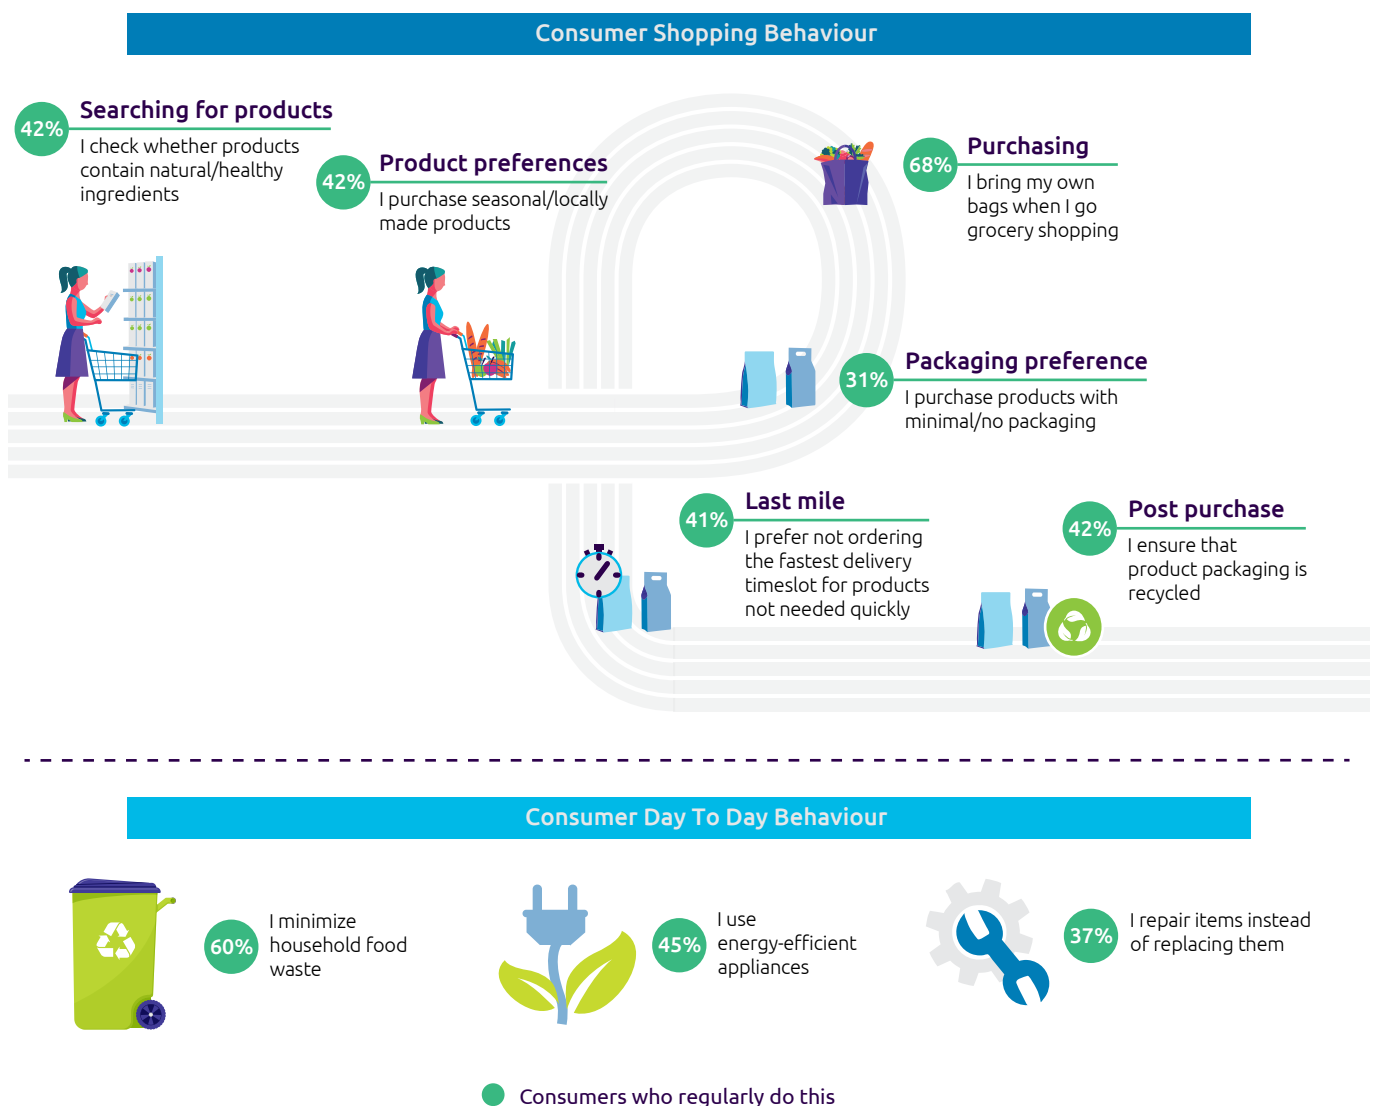 Consumer Shopping Behaviour
42%
Searching for products
I check whether products
contain natural/healthy
ingredients
42%
Product preferences
I purchase seasonal/locally
made products
68%
Purchasing
I bring my own
bags when I go
grocery shopping
31%
Packaging preference
I purchase products with
minimal/no packaging
41%
Last mile
I prefer not ordering
the fastest delivery
timeslot for products
not needed quickly
42%
Post purchase
I ensure that
product packaging is
recycled
Consumer Day To Day Behaviour
60%
I minimize
household food
waste
45%
I use
energy-efficient
appliances
37%
I repair items instead
of replacing them
Consumers who regularly do this